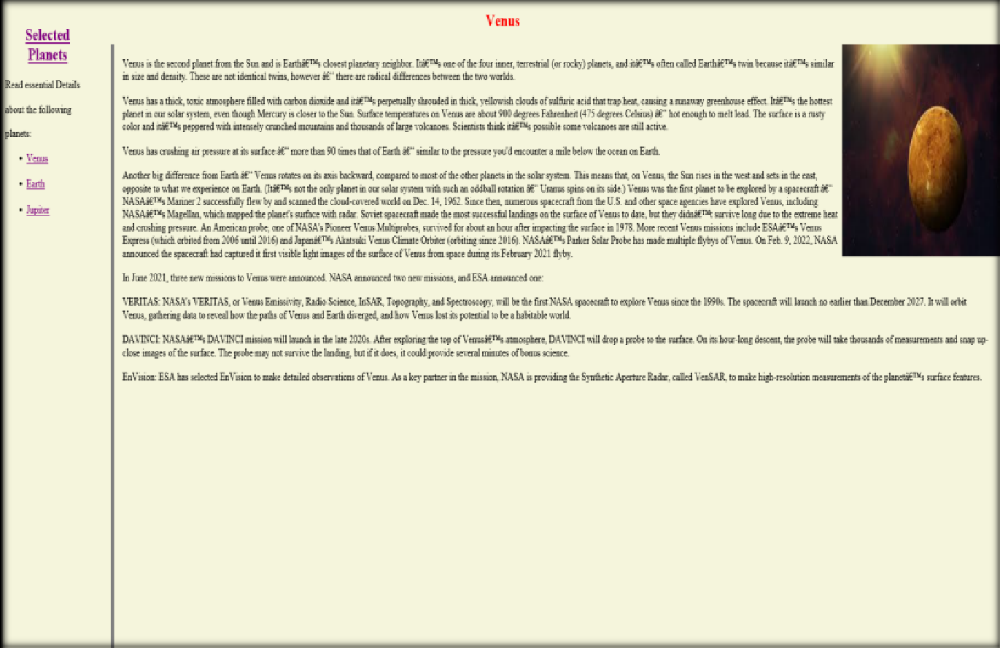 Venus
Selected
Planets
Read essential Details
about the following
planets:
• Venus
• Earth
• Jupiter
Venus is the second planet from the Sun and is Earthâ€™s closest planetary neighbor. Itâ€™s one of the four inner, terrestrial (or rocky) planets, and itâ€™s often called Earthâ€™s twin because itâ€™s similar
in size and density. These are not identical twins, however â€“ there are radical differences between the two worlds.
Venus has a thick, toxic atmosphere filled with carbon dioxide and itâ€™s perpetually shrouded in thick, yellowish clouds of sulfuric acid that trap heat, causing a runaway greenhouse effect. Itâ€™s the hottest
planet in our solar system, even though Mercury is closer to the Sun. Surface temperatures on Venus are about 900 degrees Fahrenheit (475 degrees Celsius) â€“ hot enough to melt lead. The surface is a rusty
color and itâ€™s peppered with intensely crunched mountains and thousands of large volcanoes. Scientists think itâ€™s possible some volcanoes are still active.
Venus has crushing air pressure at its surface â€“ more than 90 times that of Earth â€“ similar to the pressure you'd encounter a mile below the ocean on Earth.
Another big difference from Earth â€“ Venus rotates on its axis backward, compared to most of the other planets in the solar system. This means that, on Venus, the Sun rises in the west and sets in the east,
opposite to what we experience on Earth. (Itâ€™s not the only planet in our solar system with such an oddball rotation â€“ Uranus spins on its side.) Venus was the first planet to be explored by a spacecraft â€“
NASAâ€™s Mariner 2 successfully flew by and scanned the cloud-covered world on Dec. 14, 1962. Since then, numerous spacecraft from the U.S. and other space agencies have explored Venus, including
NASAâ€™s Magellan, which mapped the planet's surface with radar. Soviet spacecraft made the most successful landings on the surface of Venus to date, but they didnâ€™t survive long due to the extreme heat
and crushing pressure. An American probe, one of NASA's Pioneer Venus Multiprobes, survived for about an hour after impacting the surface in 1978. More recent Venus missions include ESAâ€™s Venus
Express (which orbited from 2006 until 2016) and Japanâ€™s Akatsuki Venus Climate Orbiter (orbiting since 2016). NASAâ€™s Parker Solar Probe has made multiple flybys of Venus. On Feb. 9, 2022, NASA
announced the spacecraft had captured it first visible light images of the surface of Venus from space during its February 2021 flyby.
In June 2021, three new missions to Venus were announced. NASA announced two new missions, and ESA announced one:
VERITAS: NASA's VERITAS, or Venus Emissivity, Radio Science, InSAR, Topography, and Spectroscopy, will be the first NASA spacecraft to explore Venus since the 1990s. The spacecraft will launch no earlier than December 2027. It will orbit
Venus, gathering data to reveal how the paths of Venus and Earth diverged, and how Venus lost its potential to be a habitable world.
DAVINCI: NASAâ€™s DAVINCI mission will launch in the late 2020s. After exploring the top of Venusâ€™s atmosphere, DAVINCI will drop a probe to the surface. On its hour-long descent, the probe will take thousands of measurements and snap up-
close images of the surface. The probe may not survive the landing, but if it does, it could provide several minutes of bonus science.
EnVision: ESA has selected EnVision to make detailed observations of Venus. As a key partner in the mission, NASA is providing the Synthetic Aperture Radar, called VenSAR, to make high-resolution measurements of the planetâ€™s surface features.